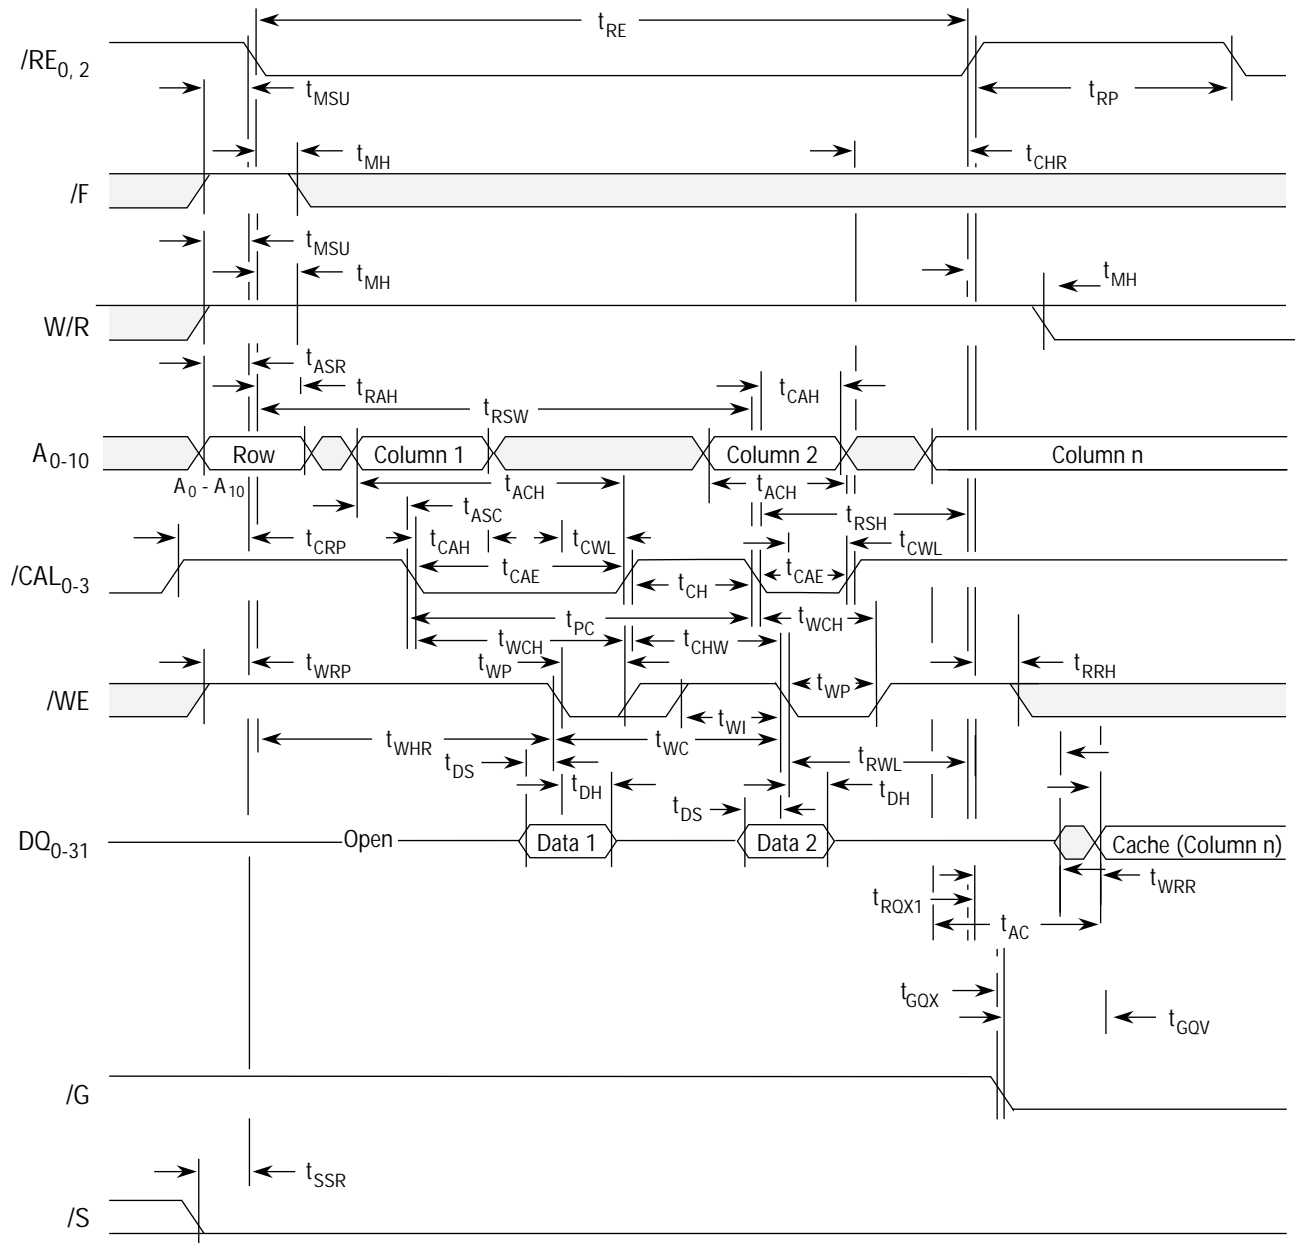 tRE
/RE0, 2
tMSU
tRP
tMH
tCHR
/F
tMSU
tMH
tMH
W/R
tASR
tRAH
tCAH
tRSW
A0-10
Row
Column 1
Column 2
Column n
A0 - A10
tACH
tACH
tASC
tRSH
tCRP
tCAH
tCWL
tCWL
/CAL0-3
tCAE
tCAE
tCH
tPC
tWCH
tWCH
tCHW
tWRP
tWP
tRRH
/WE
tWP
tWI
tWHR
tWC
tDS
tRWL
tDH
tDH
tDS
DQ0-31
Open
Data 1
Data 2
Cache (Column n)
tWRR
tRQX1
tAC
tGQX
tGQV
/G
tSSR
/S